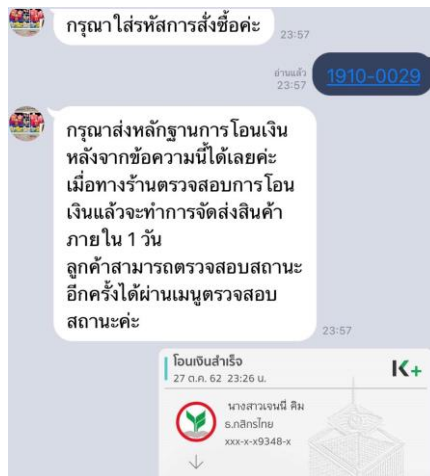 กรุณาใส่รหัสการสั่งซื้อค่ะ
23:57
อ่านแล้ว
23:57
1910-0029
กรุณาส่งหลักฐานการโอนเงิน
หลังจากข้อความนี้ได้เลยค่ะ
เมื่อทางร้านตรวจสอบการโอน
เงินแล้วจะทำการจัดส่งสินค้า
ภายใน 1 วัน
ลูกค้าสามารถตรวจสอบสถานะ
อีกครั้งได้ผ่านเมนูตรวจสอบ
สถานะค่ะ
23:57
โอนเงินสำเร็จ
27 ต.ค. 62 23:26 น.
K+
นางสาวเจนนี่ คิม
ธ.กสิกรไทย
xxx-x-x9348-x